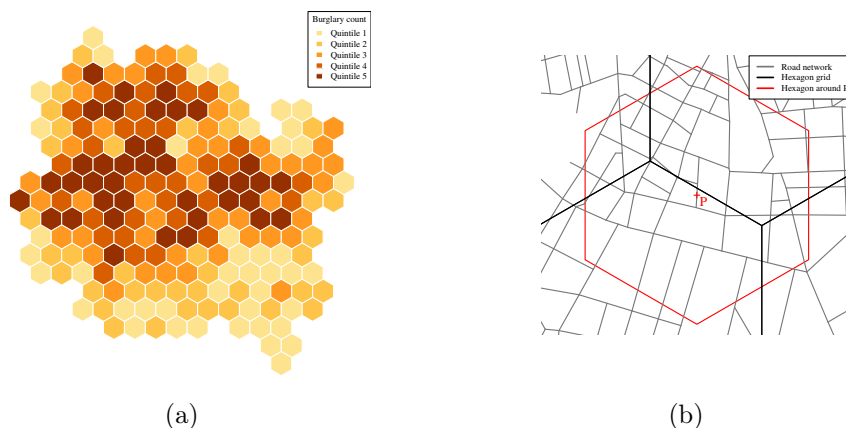 Burglary count
Quintile 1
Quintile 2
Quintile 3
Quintile 4
Quintile 5
Road network
Hexagon grid
Hexagon around P
P
(a)
(b)